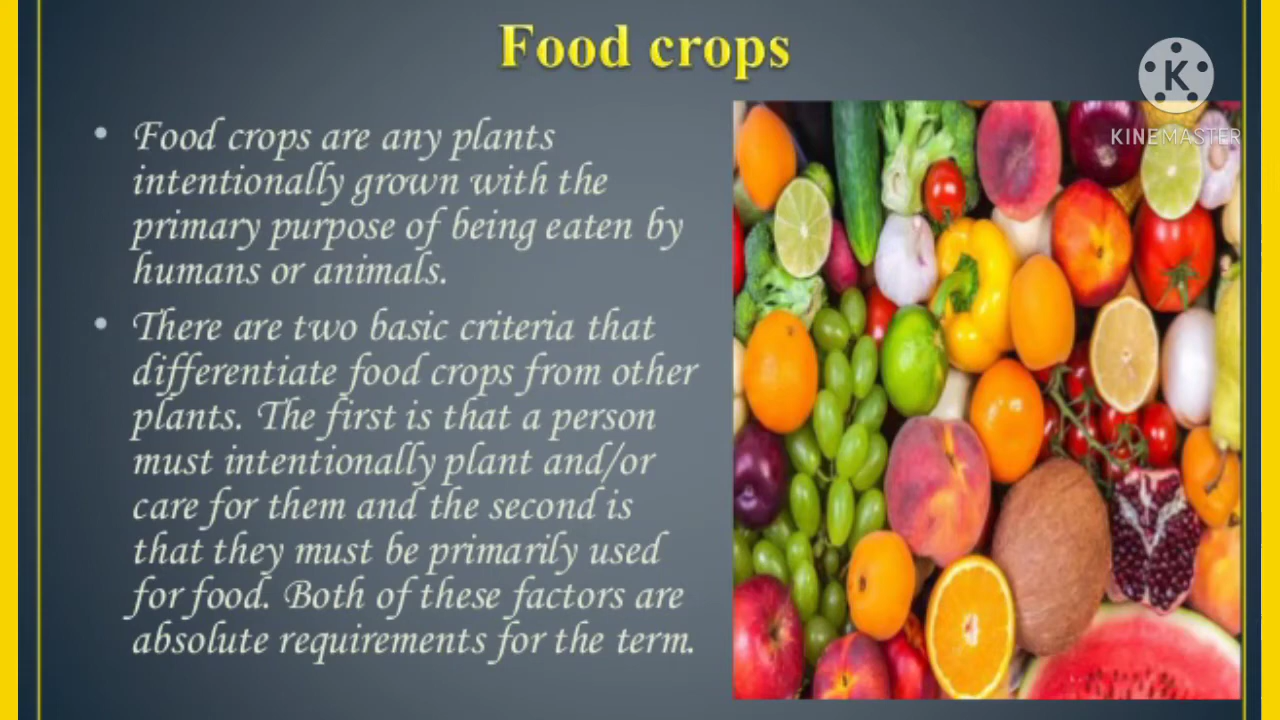 Food crops
K
KINEMASTER
• Food crops are any plants
intentionally grown with the
primary purpose of being eaten by
humans or animals.
• There are two basic criteria that
differentiate food crops from other
plants. The first is that a person
must intentionally plant and/or
care for them and the second is
that they must be primarily used
for food. Both of these factors are
absolute requirements for the term.